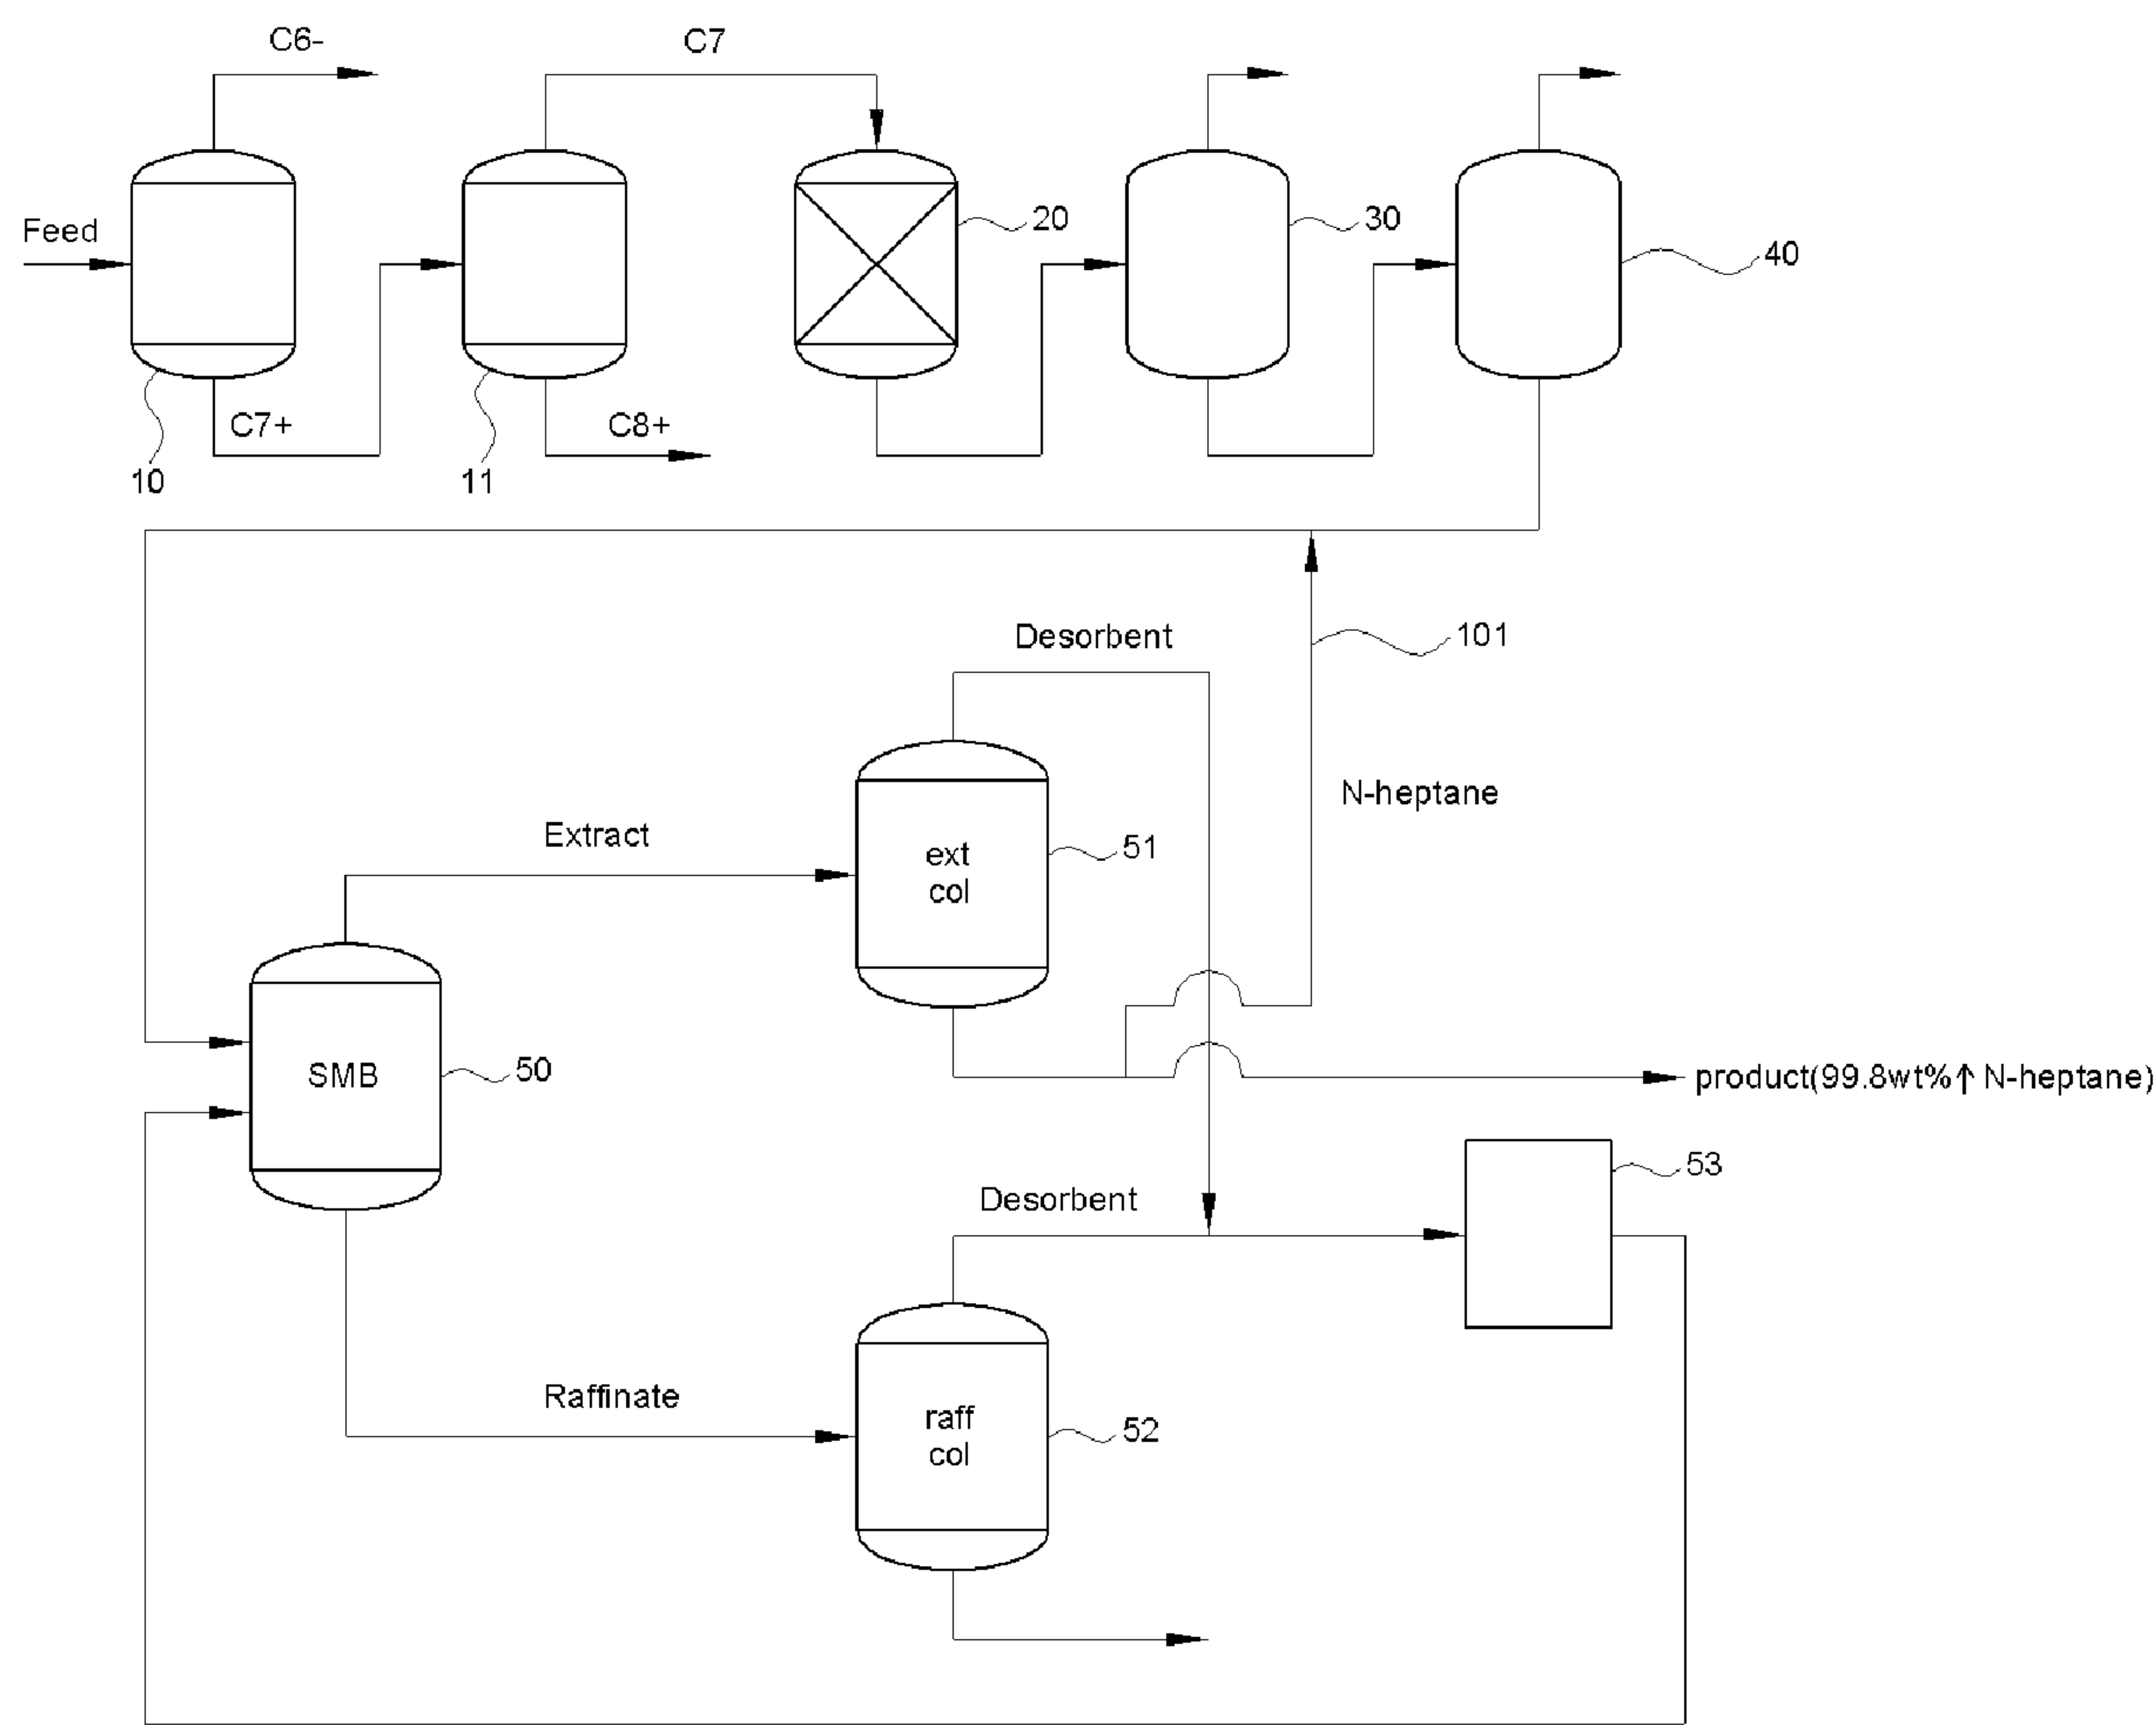 C6-
C7
Feed
20
30
40
C7+
C8+
10
11
Desorbent
101
N-heptane
Extract
51
ext
col
SMB
50
product(99.8wt%↑ N-heptane)
53
Desorbent
Raffinate
raff
col
52